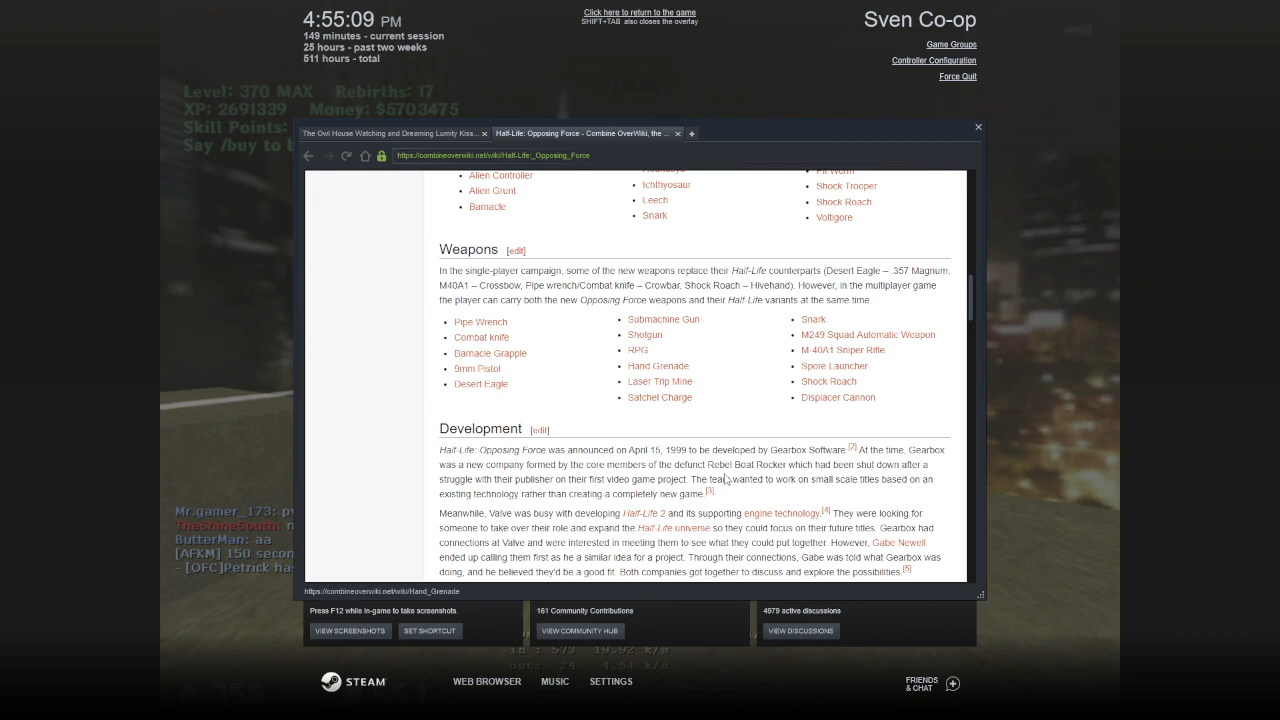 4:55:09 PM
149 minutes - current session
25 hours - past two weeks
511 hours - total
Click here to return to the game
SHIFT+TAB also closes the overlay
Sven Co-op
Game Groups
Controller Configuration
Force Quit
Level: 370 MAX Rebirths: 17
XP: 2691339 Money: $5703475
Skill Points:
Say /buy to b
The Owl House Watching and Dreaming Lumity Kiss...
Half-Life: Opposing Force - Combine OverWiki, the ...
https://combineoverwiki.net/wiki/Half-Life:_Opposing_Force
Alien Controller
Alien Grunt
Barnacle
Ichthyosaur
Leech
Snark
Pit Worm
Shock Trooper
Shock Roach
Voltigore
Weapons [edit]
In the single-player campaign, some of the new weapons replace their Half-Life counterparts (Desert Eagle – .357 Magnum,
M40A1 – Crossbow, Pipe wrench/Combat knife – Crowbar, Shock Roach – Hivehand). However, in the multiplayer game
the player can carry both the new Opposing Force weapons and their Half-Life variants at the same time.
Pipe Wrench
Combat knife
Barnacle Grapple
9mm Pistol
Desert Eagle
Submachine Gun
Shotgun
RPG
Hand Grenade
Laser Trip Mine
Satchel Charge
Snark
M249 Squad Automatic Weapon
M-40A1 Sniper Rifle
Spore Launcher
Shock Roach
Displacer Cannon
Development [edit]
Half-Life: Opposing Force was announced on April 15, 1999 to be developed by Gearbox Software.[2] At the time, Gearbox
was a new company formed by the core members of the defunct Rebel Boat Rocker which had been shut down after a
struggle with their publisher on their first video game project. The team wanted to work on small scale titles based on an
existing technology rather than creating a completely new game.[3]
Meanwhile, Valve was busy with developing Half-Life 2 and its supporting engine technology.[4] They were looking for
someone to take over their role and expand the Half-Life universe so they could focus on their future titles. Gearbox had
connections at Valve and were interested in meeting them to see what they could put together. However, Gabe Newell
ended up calling them first as he a similar idea for a project. Through their connections, Gabe was told what Gearbox was
doing, and he believed they'd be a good fit. Both companies got together to discuss and explore the possibilities.[5]
https://combineoverwiki.net/wiki/Hand_Grenade
Mr.gamer_173:
TheShineSouth:
ButterMan: aa
[AFKM] 150 secon
- [OFC]Petrick has
Press F12 while in-game to take screenshots.
VIEW SCREENSHOTS
SET SHORTCUT
161 Community Contributions
VIEW COMMUNITY HUB
4979 active discussions
VIEW DISCUSSIONS
in : 573 19.92 k/s
out: 24 4.51 k/s
STEAM
WEB BROWSER
MUSIC
SETTINGS
FRIENDS
& CHAT